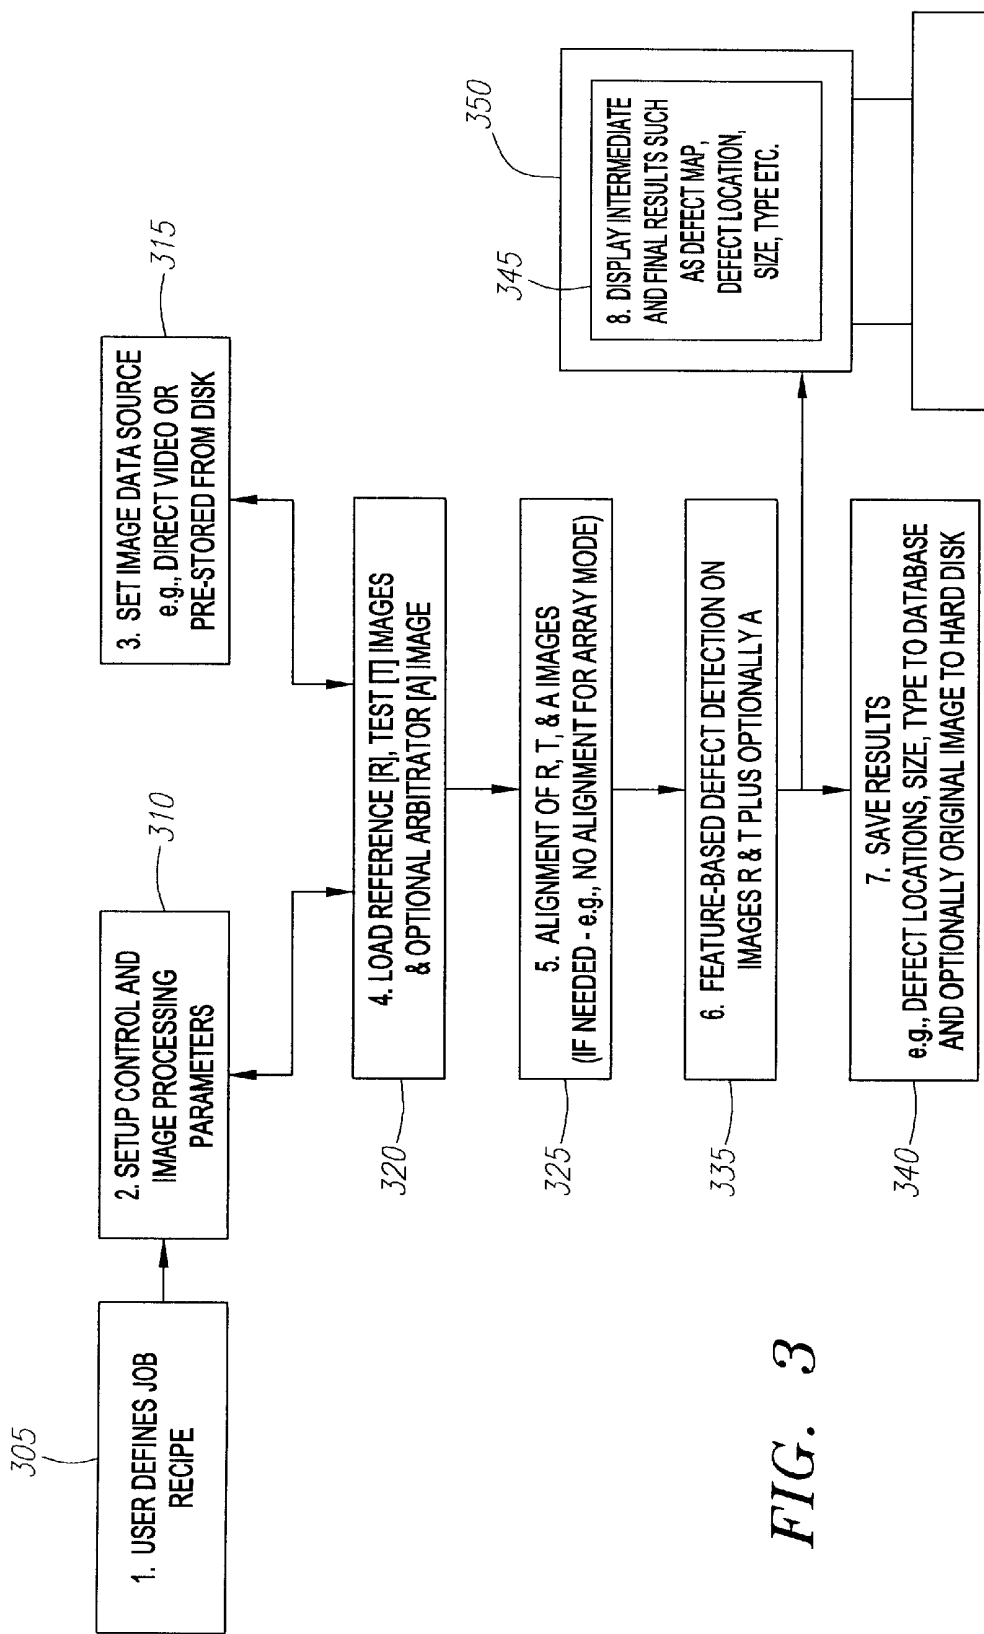 305
1. USER DEFINES JOB
RECIPE
310
2. SETUP CONTROL AND
IMAGE PROCESSING
PARAMETERS
315
3. SET IMAGE DATA SOURCE
e.g., DIRECT VIDEO OR
PRE-STORED FROM DISK
320
4. LOAD REFERENCE [R], TEST [T] IMAGES
& OPTIONAL ARBITRATOR [A] IMAGE
325
5. ALIGNMENT OF R, T, & A IMAGES
(IF NEEDED - e.g., NO ALIGNMENT FOR ARRAY MODE)
335
6. FEATURE-BASED DEFECT DETECTION ON
IMAGES R & T PLUS OPTIONALLY A
340
7. SAVE RESULTS
e.g., DEFECT LOCATIONS, SIZE, TYPE TO DATABASE
AND OPTIONALLY ORIGINAL IMAGE TO HARD DISK
345
350
8. DISPLAY INTERMEDIATE
AND FINAL RESULTS SUCH
AS DEFECT MAP,
DEFECT LOCATION,
SIZE, TYPE ETC.
FIG. 3